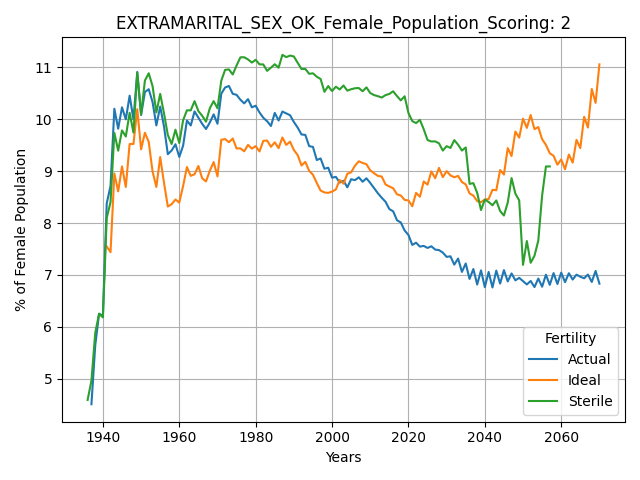 EXTRAMARITAL_SEX_OK_Female_Population_Scoring: 2
% of Female Population
11
10
9
8
7
6
5
1940 1960 1980 2000 2020 2040 2060
Years
Fertility
Actual
Ideal
Sterile